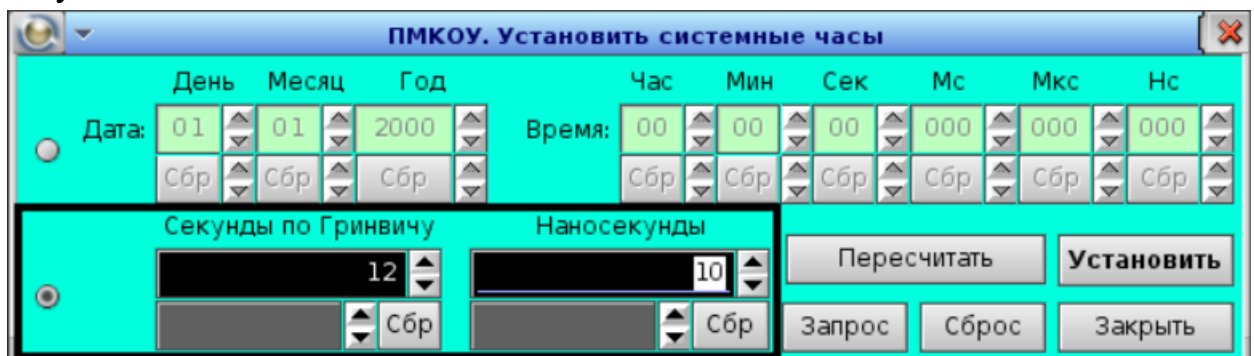 ПМКОУ. Установить системные часы
День Месяц Год Час Мин Сек Мс Мкс Нс
Дата: 01 01 2000 Время: 00 00 00 000 000 000
Сбр Сбр Сбр Сбр Сбр Сбр Сбр Сбр Сбр
Секунды по Гринвичу Наносекунды
12 10 Пересчитать Установить
Сбр Сбр Запрос Сброс Закрыть